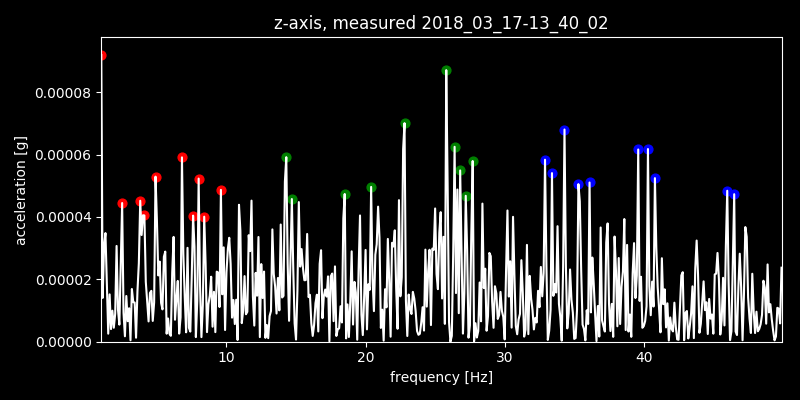 z-axis, measured 2018_03_17-13_40_02
0.00008
0.00006
0.00004
0.00002
0.00000
acceleration [g]
10 20 30 40
frequency [Hz]